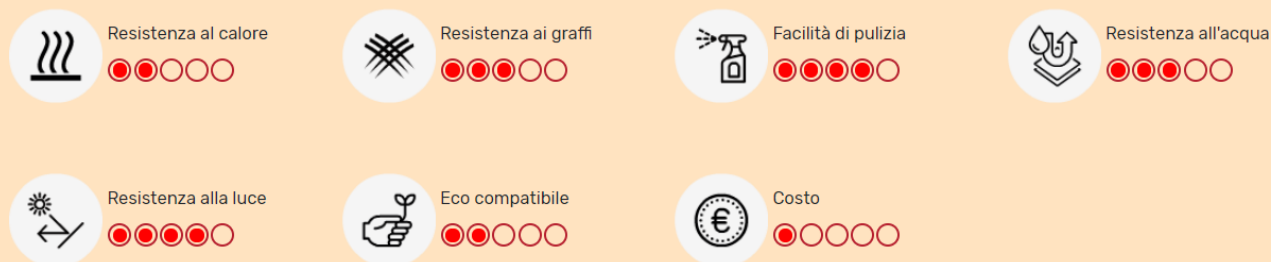 Resistenza al calore
Resistenza ai graffi
Facilità di pulizia
Resistenza all'acqua
Resistenza alla luce
Eco compatibile
Costo